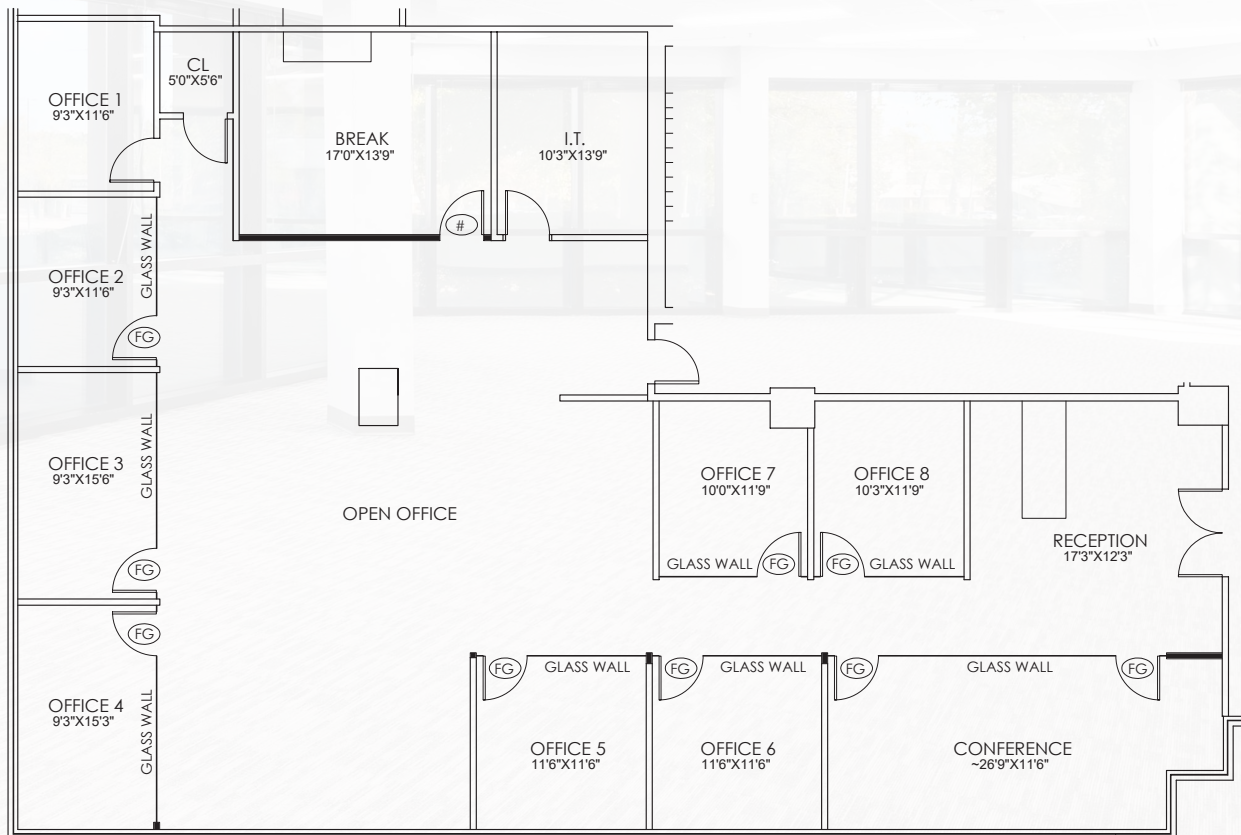 CL
5'0"X5'6"
OFFICE 1
9'3"X11'6"
BREAK
17'0"X13'9"
I.T.
10'3"X13'9"
#
GLASS WALL
OFFICE 2
9'3"X11'6"
FG
GLASS WALL
OFFICE 3
9'3"X15'6"
FG
OPEN OFFICE
OFFICE 7
10'0"X11'9"
OFFICE 8
10'3"X11'9"
RECEPTION
17'3"X12'3"
GLASS WALL
FG
FG
GLASS WALL
FG
OFFICE 4
9'3"X15'3"
GLASS WALL
FG
GLASS WALL
FG
GLASS WALL
FG
GLASS WALL
FG
OFFICE 5
11'6"X11'6"
OFFICE 6
11'6"X11'6"
CONFERENCE
~26'9"X11'6"